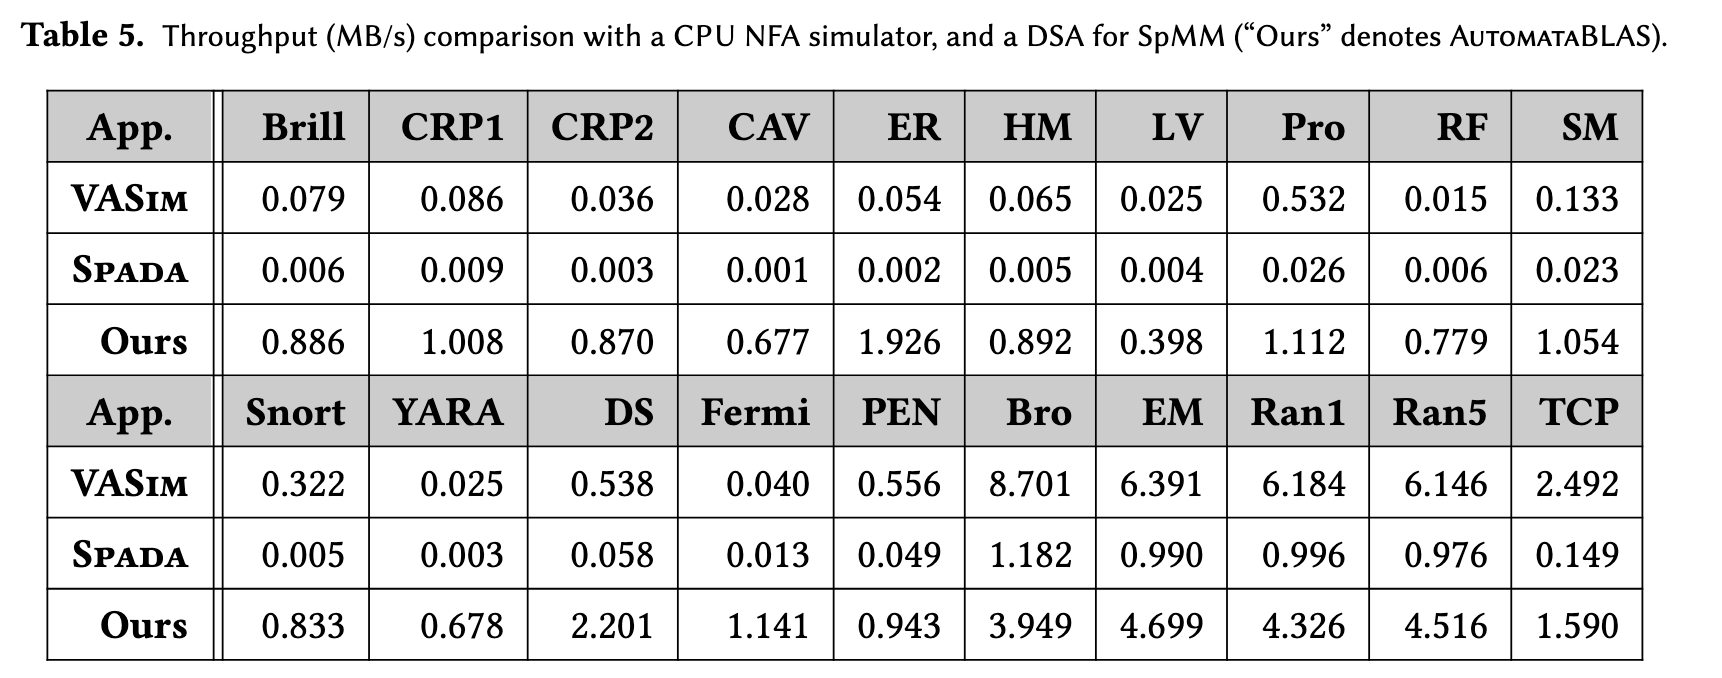 Table 5. Throughput (MB/s) comparison with a CPU NFA simulator, and a DSA for SpMM (“Ours” denotes AUTOMATABLAS).
App. Brill CRP1 CRP2 CAV ER HM LV Pro RF SM
VASIM 0.079 0.086 0.036 0.028 0.054 0.065 0.025 0.532 0.015 0.133
SPADA 0.006 0.009 0.003 0.001 0.002 0.005 0.004 0.026 0.006 0.023
Ours 0.886 1.008 0.870 0.677 1.926 0.892 0.398 1.112 0.779 1.054
App. Snort YARA DS Fermi PEN Bro EM Ran1 Ran5 TCP
VASIM 0.322 0.025 0.538 0.040 0.556 8.701 6.391 6.184 6.146 2.492
SPADA 0.005 0.003 0.058 0.013 0.049 1.182 0.990 0.996 0.976 0.149
Ours 0.833 0.678 2.201 1.141 0.943 3.949 4.699 4.326 4.516 1.590